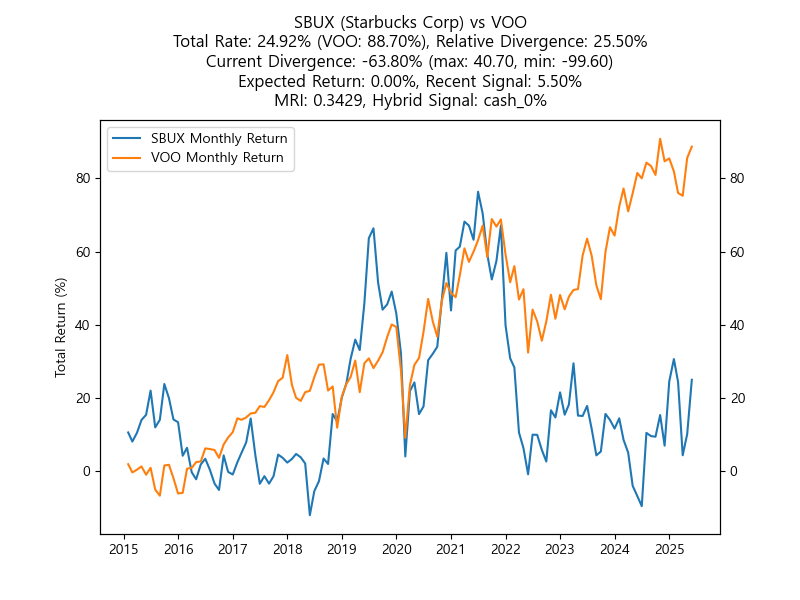 SBUX (Starbucks Corp) vs VOO
Total Rate: 24.92% (VOO: 88.70%), Relative Divergence: 25.50%
Current Divergence: -63.80% (max: 40.70, min: -99.60)
Expected Return: 0.00%, Recent Signal: 5.50%
MRI: 0.3429, Hybrid Signal: cash_0%
SBUX Monthly Return
VOO Monthly Return
Total Return (%)
80
60
40
20
0
80
60
40
20
0
2015 2016 2017 2018 2019 2020 2021 2022 2023 2024 2025